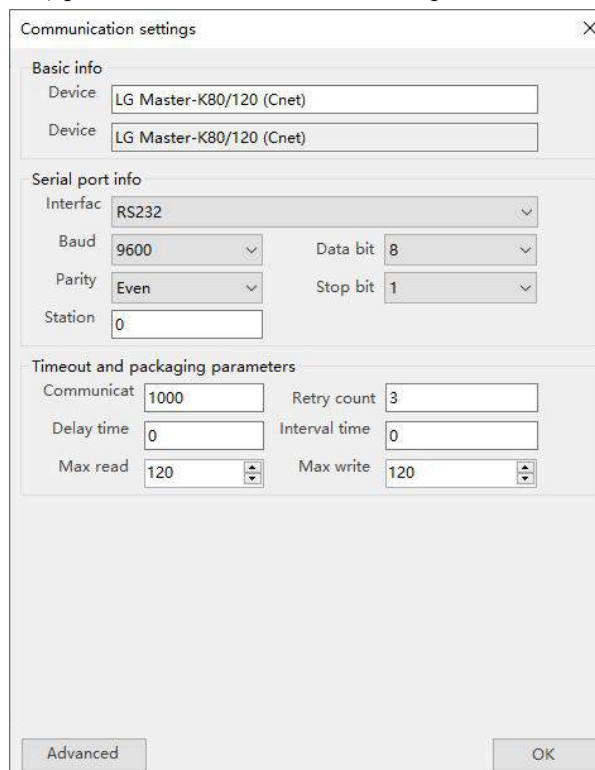 Communication settings
Basic info
Device LG Master-K80/120 (Cnet)
Device LG Master-K80/120 (Cnet)
Serial port info
Interfac RS232
Baud 9600 Data bit 8
Parity Even Stop bit 1
Station 0
Timeout and packaging parameters
Communicat 1000 Retry count 3
Delay time 0 Interval time 0
Max read 120 Max write 120
Advanced OK